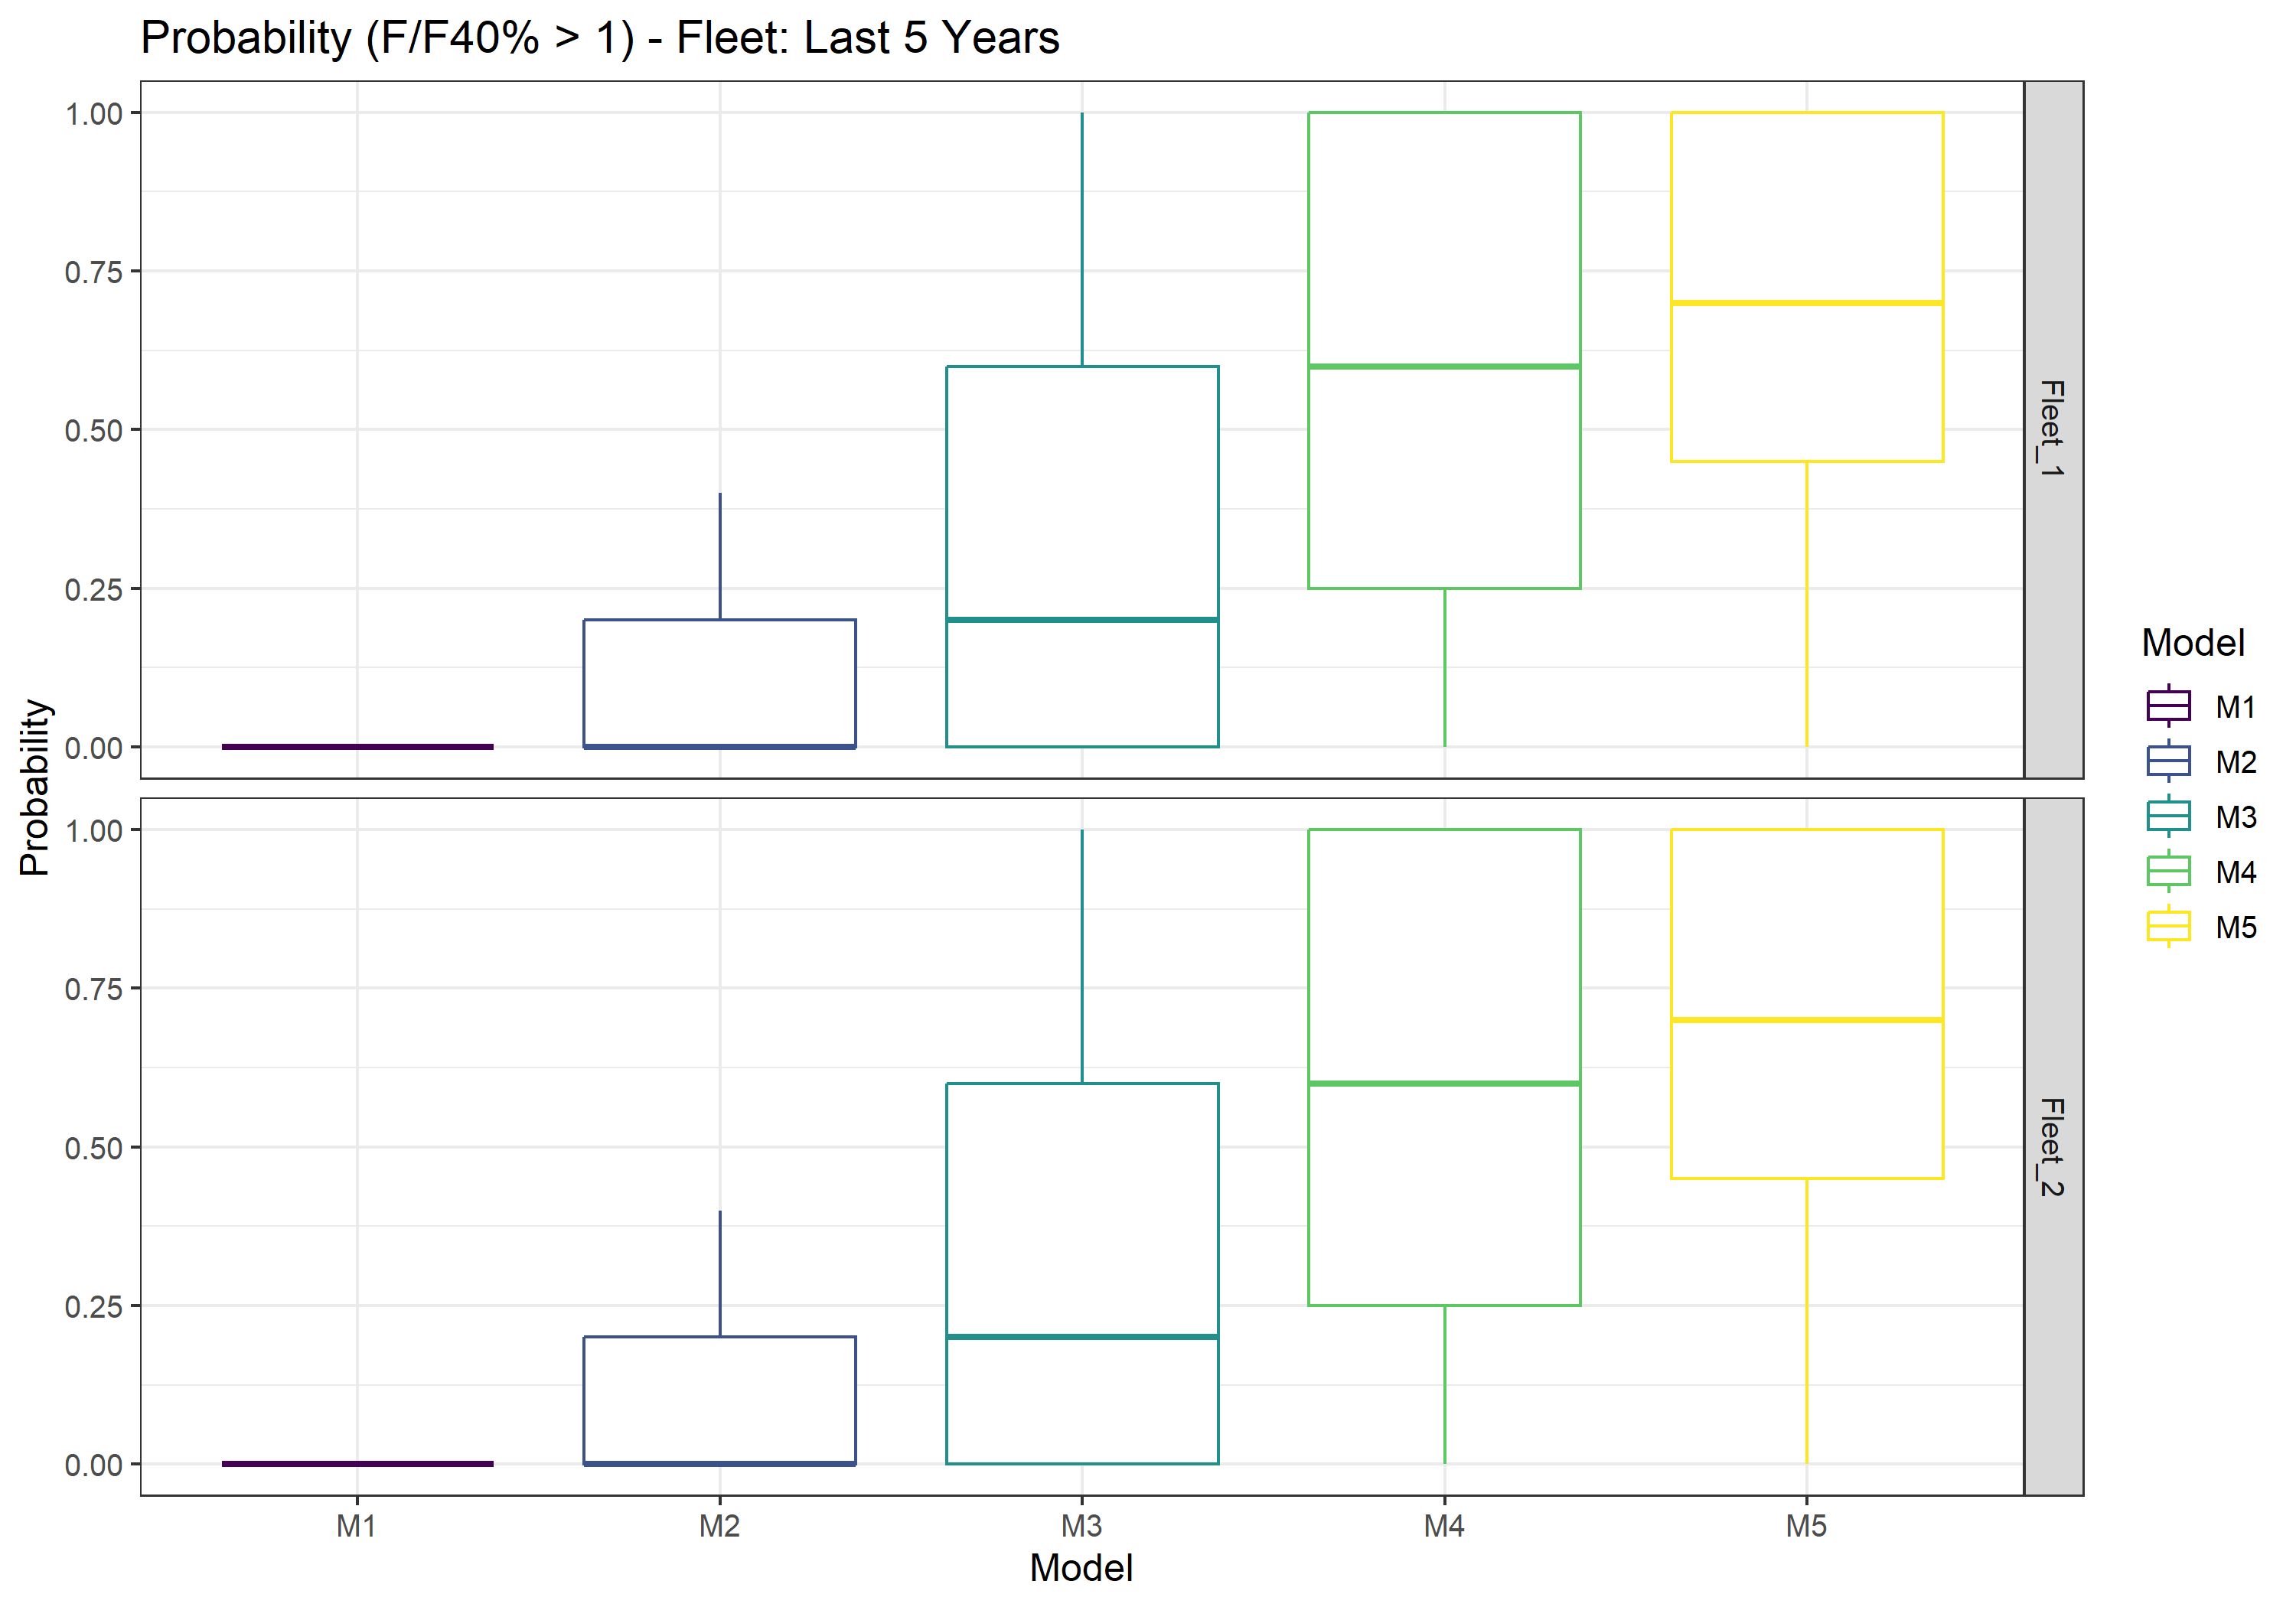 Probability (F/F40% > 1) - Fleet: Last 5 Years
Probability
1.00
0.75
0.50
0.25
0.00
Fleet_1
1.00
0.75
0.50
0.25
0.00
Fleet_2
M1
M2
M3
M4
M5
Model
Model
M1
M2
M3
M4
M5